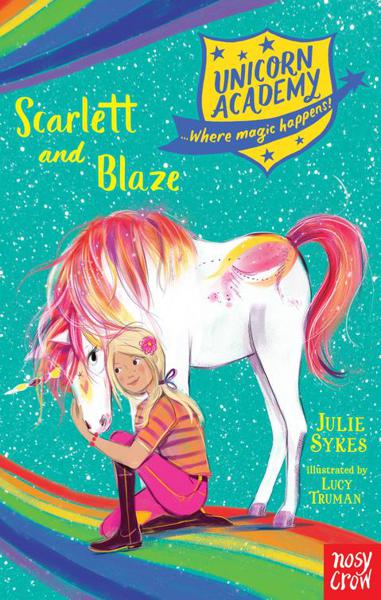 UNICORN
ACADEMY
...Where magic happens!
Scarlett
and
Blaze
JULIE
SYKES
illustrated by
LUCY
TRUMAN
nosy
crow